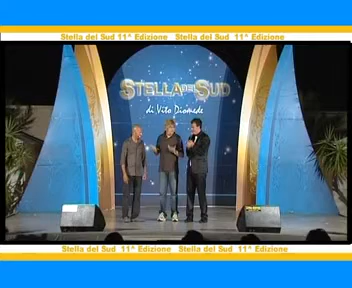 Stella del Sud 11^ Edizione Stella del Sud 11^ Edizione
STELLA DEL SUD
di Vito Diomede
Stella del Sud 11^ Edizione Stella del Sud 11^ Edizione